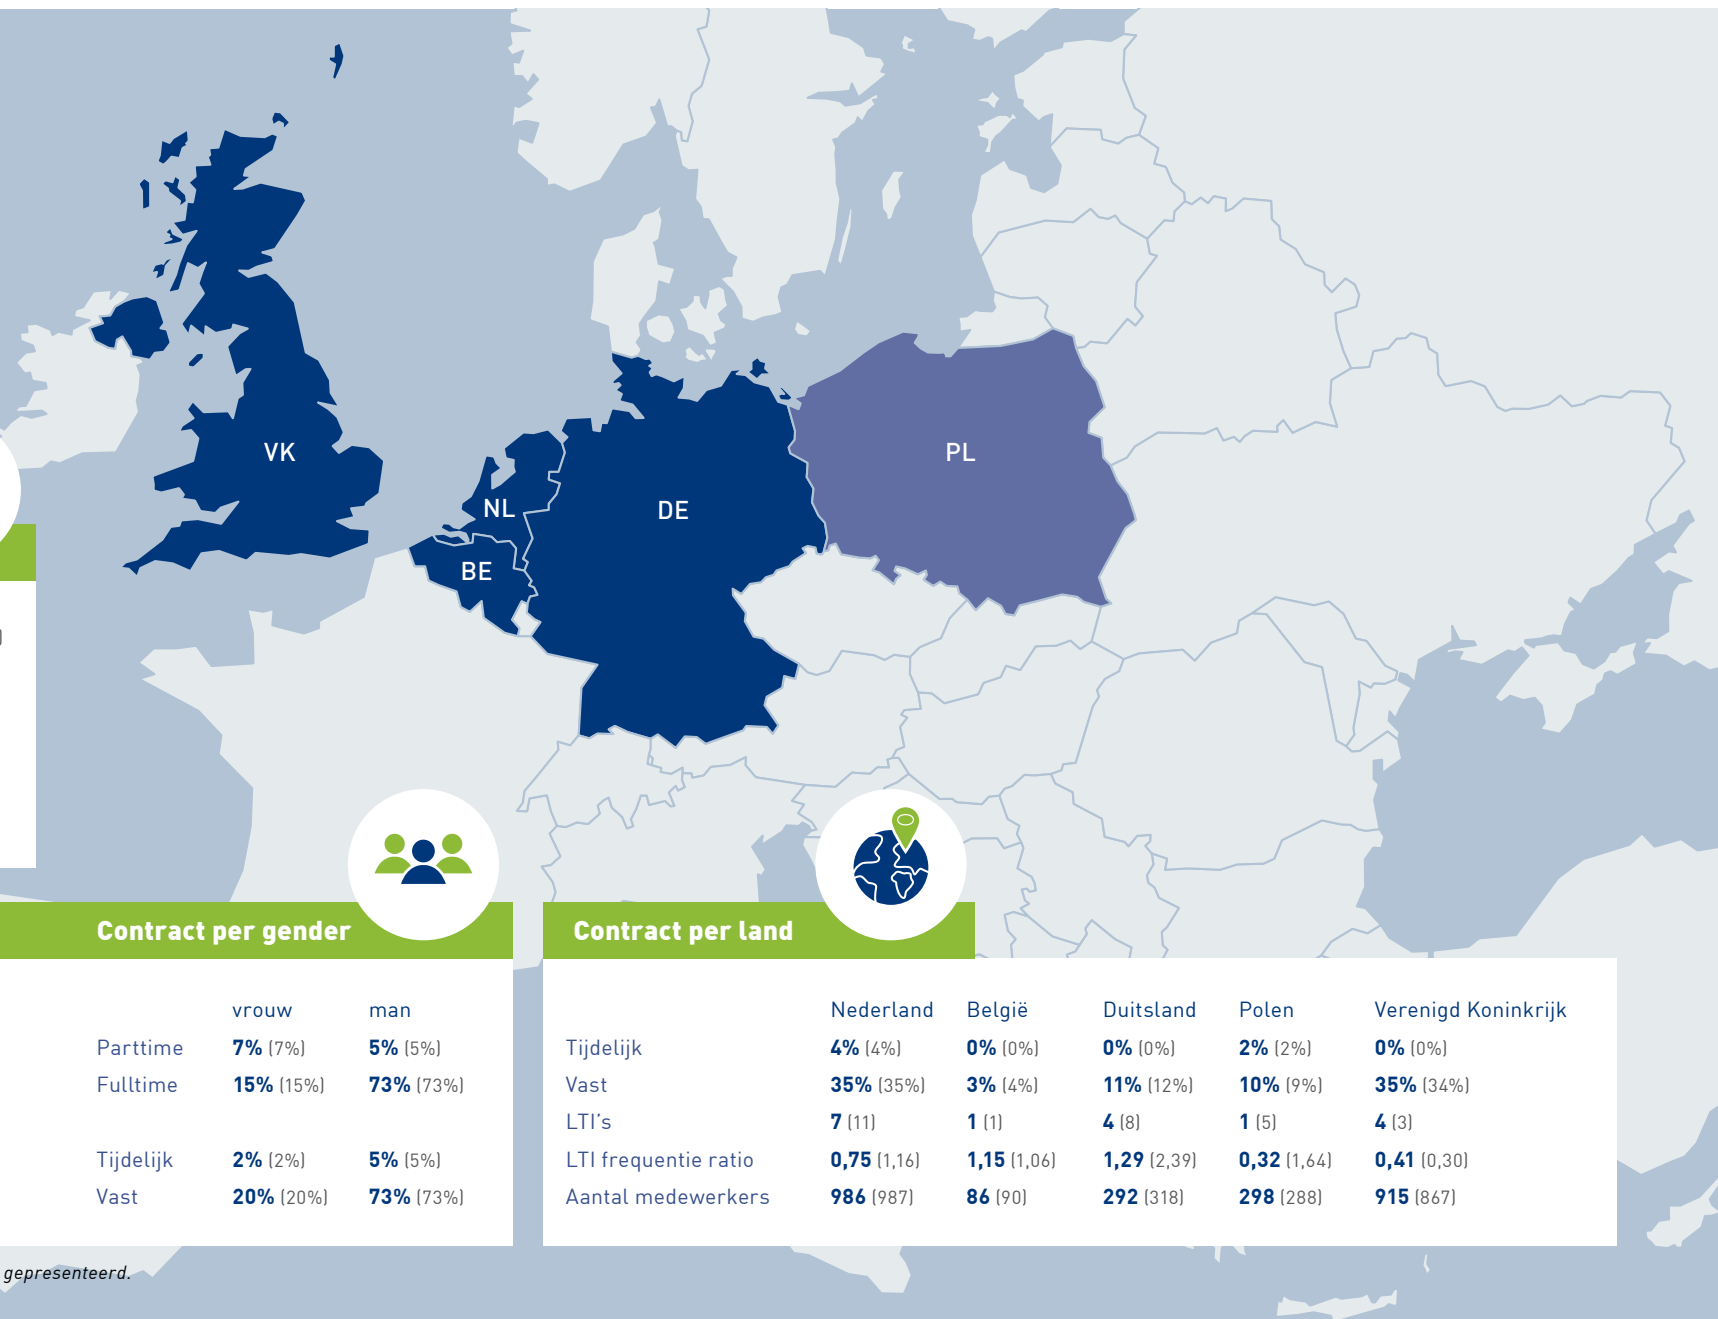 VK
NL
BE
DE
PL
)
Contract per gender
vrouw man
Parttime 7% (7%) 5% (5%)
Fulltime 15% (15%) 73% (73%)
Tijdelijk 2% (2%) 5% (5%)
Vast 20% (20%) 73% (73%)
Contract per land
Nederland België Duitsland Polen Verenigd Koninkrijk
Tijdelijk 4% (4%) 0% (0%) 0% (0%) 2% (2%) 0% (0%)
Vast 35% (35%) 3% (4%) 11% (12%) 10% (9%) 35% (34%)
LTI's 7 (11) 1 (1) 4 (8) 1 (5) 4 (3)
LTI frequentie ratio 0,75 (1,16) 1,15 (1,06) 1,29 (2,39) 0,32 (1,64) 0,41 (0,30)
Aantal medewerkers 986 (987) 86 (90) 292 (318) 298 (288) 915 (867)
gepresenteerd.